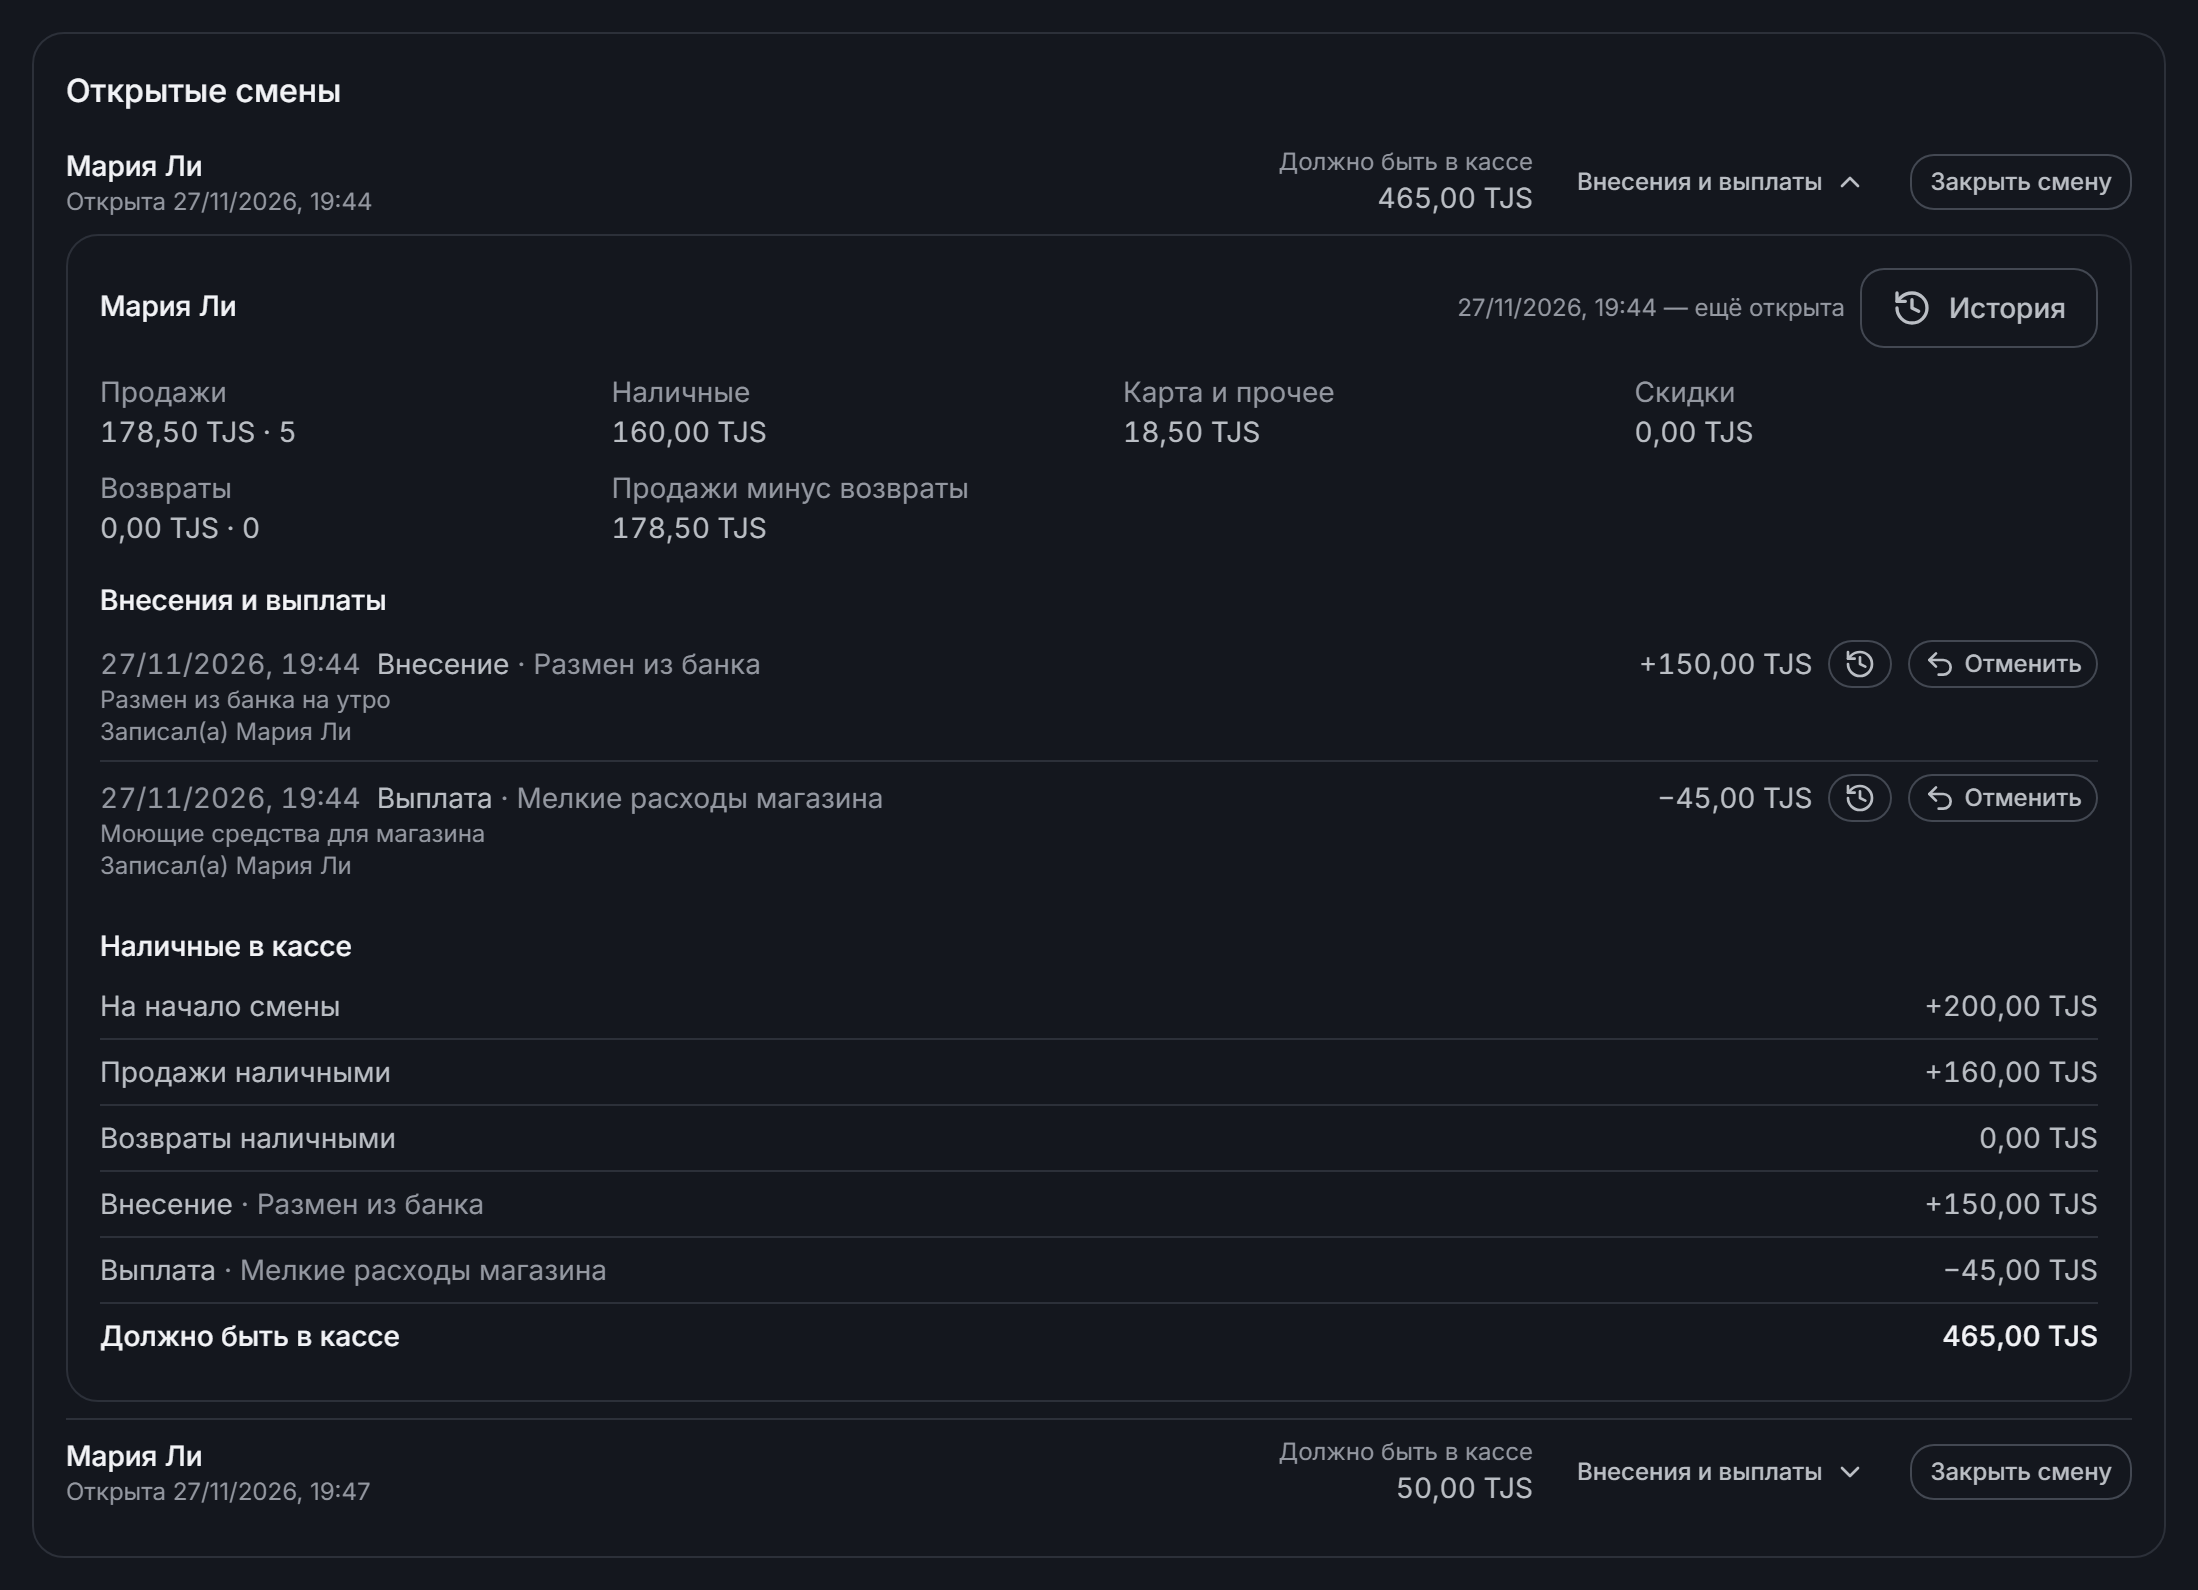 Открытые смены
Мария Ли
Открыта 27/11/2026, 19:44
Должно быть в кассе
465,00 TJS
Внесения и выплаты
Закрыть смену
Мария Ли
27/11/2026, 19:44 — ещё открыта
История
Продажи
178,50 TJS · 5
Наличные
160,00 TJS
Карта и прочее
18,50 TJS
Скидки
0,00 TJS
Возвраты
0,00 TJS · 0
Продажи минус возвраты
178,50 TJS
Внесения и выплаты
27/11/2026, 19:44 Внесение · Размен из банка
+150,00 TJS
Отменить
Размен из банка на утро
Записал(а) Мария Ли
27/11/2026, 19:44 Выплата · Мелкие расходы магазина
−45,00 TJS
Отменить
Моющие средства для магазина
Записал(а) Мария Ли
Наличные в кассе
На начало смены +200,00 TJS
Продажи наличными +160,00 TJS
Возвраты наличными 0,00 TJS
Внесение · Размен из банка +150,00 TJS
Выплата · Мелкие расходы магазина −45,00 TJS
Должно быть в кассе 465,00 TJS
Мария Ли
Открыта 27/11/2026, 19:47
Должно быть в кассе
50,00 TJS
Внесения и выплаты
Закрыть смену